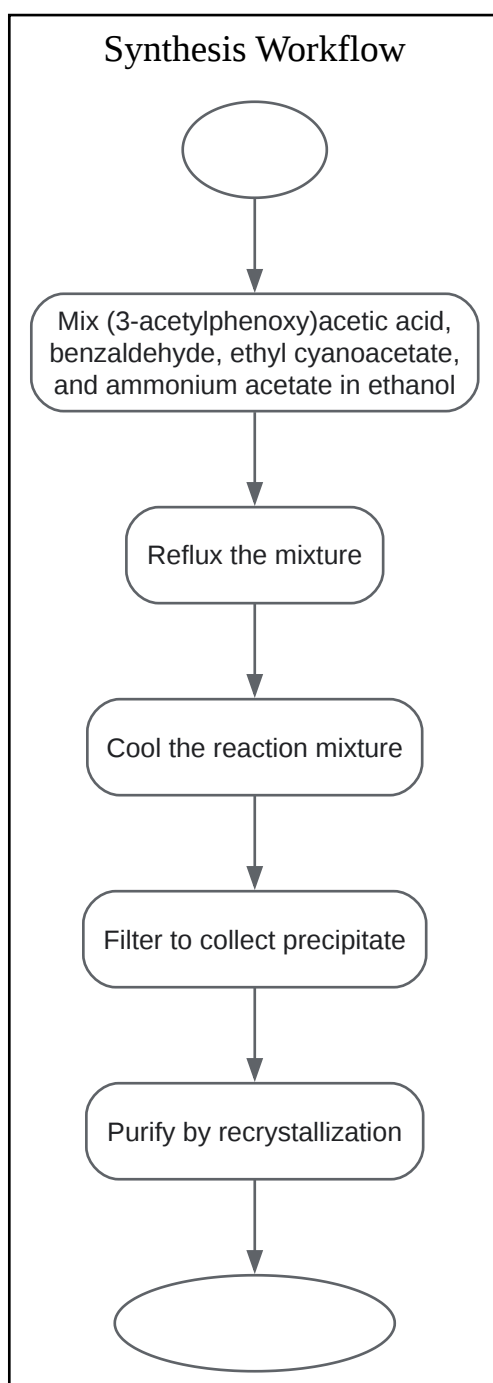 Synthesis Workflow
Mix (3-acetylphenoxy)acetic acid,
benzaldehyde, ethyl cyanoacetate,
and ammonium acetate in ethanol
Reflux the mixture
Cool the reaction mixture
Filter to collect precipitate
Purify by recrystallization